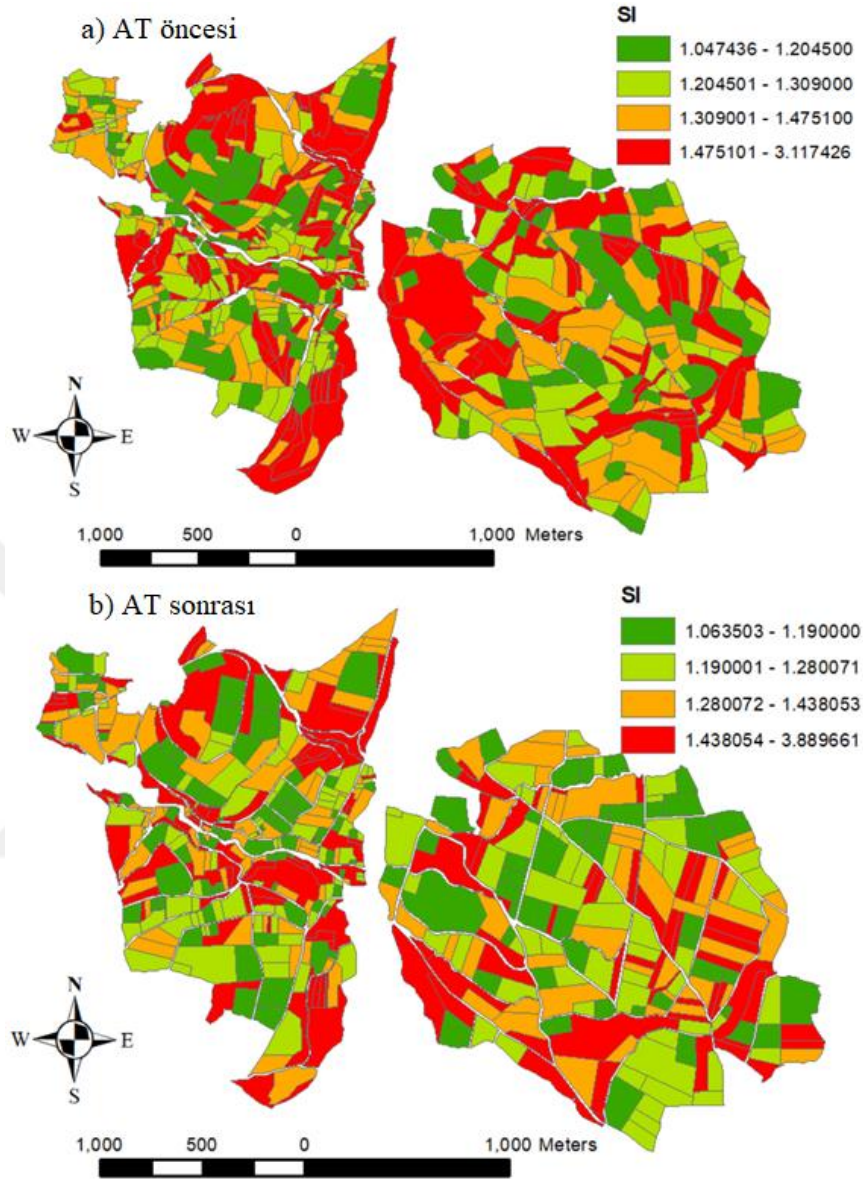 a) AT öncesi
SI
1.047436 - 1.204500
1.204501 - 1.309000
1.309001 - 1.475100
1.475101 - 3.117426
N
W E
S
1,000 500 0 1,000 Meters
b) AT sonrası
SI
1.063503 - 1.190000
1.190001 - 1.280071
1.280072 - 1.438053
1.438054 - 3.889661
N
W E
S
1,000 500 0 1,000 Meters